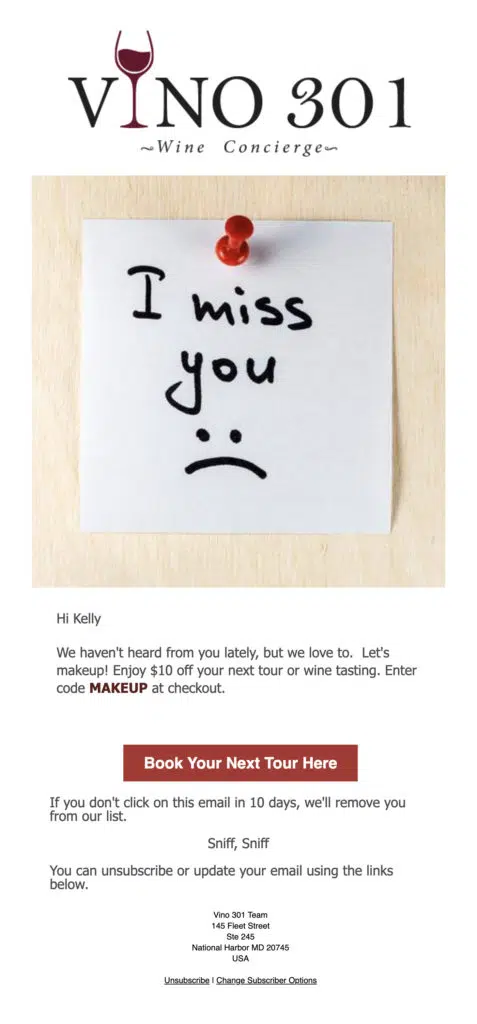 VINO 301
~Wine Concierge~
I miss
you
Hi Kelly
We haven't heard from you lately, but we love to. Let's
makeup! Enjoy $10 off your next tour or wine tasting. Enter
code MAKEUP at checkout.
Book Your Next Tour Here
If you don't click on this email in 10 days, we'll remove you
from our list.
Sniff, Sniff
You can unsubscribe or update your email using the links
below.
Vino 301 Team
145 Fleet Street
Ste 245
National Harbor MD 20745
USA
Unsubscribe | Change Subscriber Options